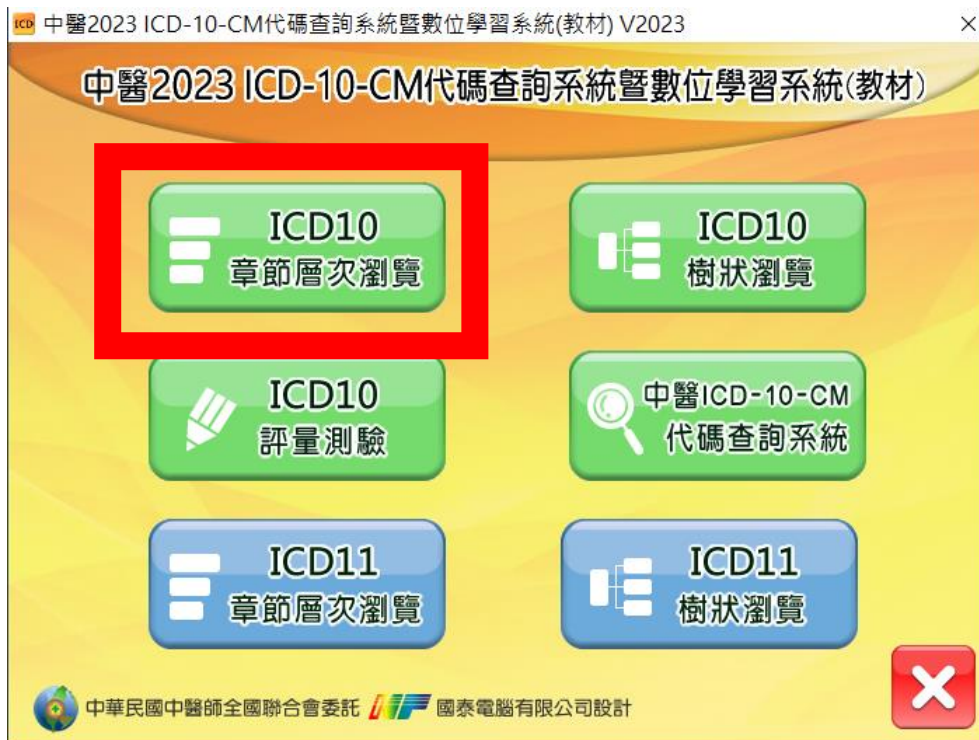 中醫2023 ICD-10-CM代碼查詢系統暨數位學習系統(教材) V2023
中醫2023 ICD-10-CM代碼查詢系統暨數位學習系統(教材)
ICD10
章節層次瀏覽
ICD10
樹狀瀏覽
ICD10
評量測驗
中醫ICD-10-CM
代碼查詢系統
ICD11
章節層次瀏覽
ICD11
樹狀瀏覽
中華民國中醫師全國聯合會委託 國泰電腦有限公司設計